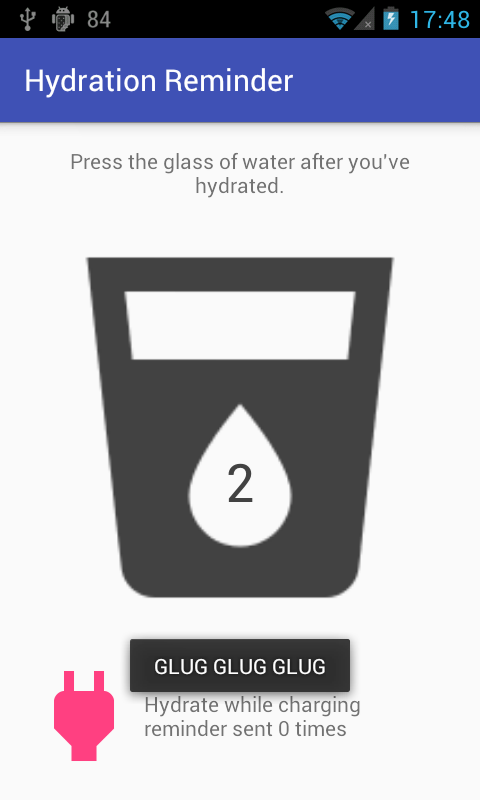 84
17:48
Hydration Reminder
Press the glass of water after you've
hydrated.
2
GLUG GLUG GLUG
Hydrate while charging
reminder sent 0 times